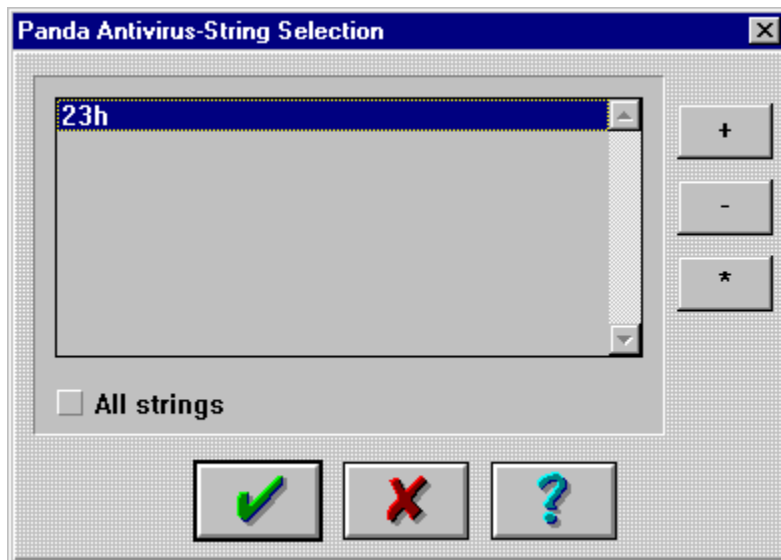 Panda Antivirus-String Selection
23h
+
-
*
All strings